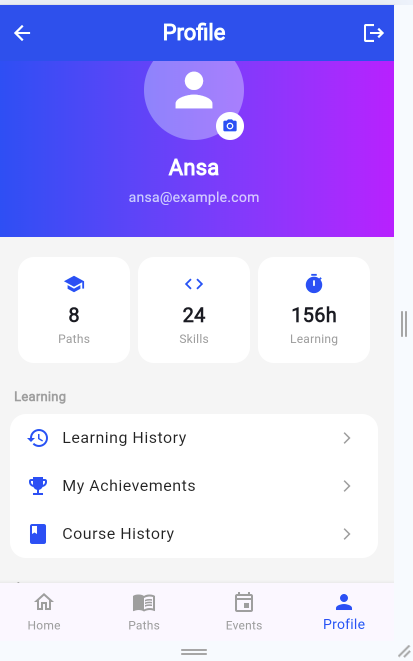 Profile
Ansa
ansa@example.com
8 24 156h
Paths Skills Learning
Learning
Learning History
My Achievements
Course History
Home Paths Events Profile